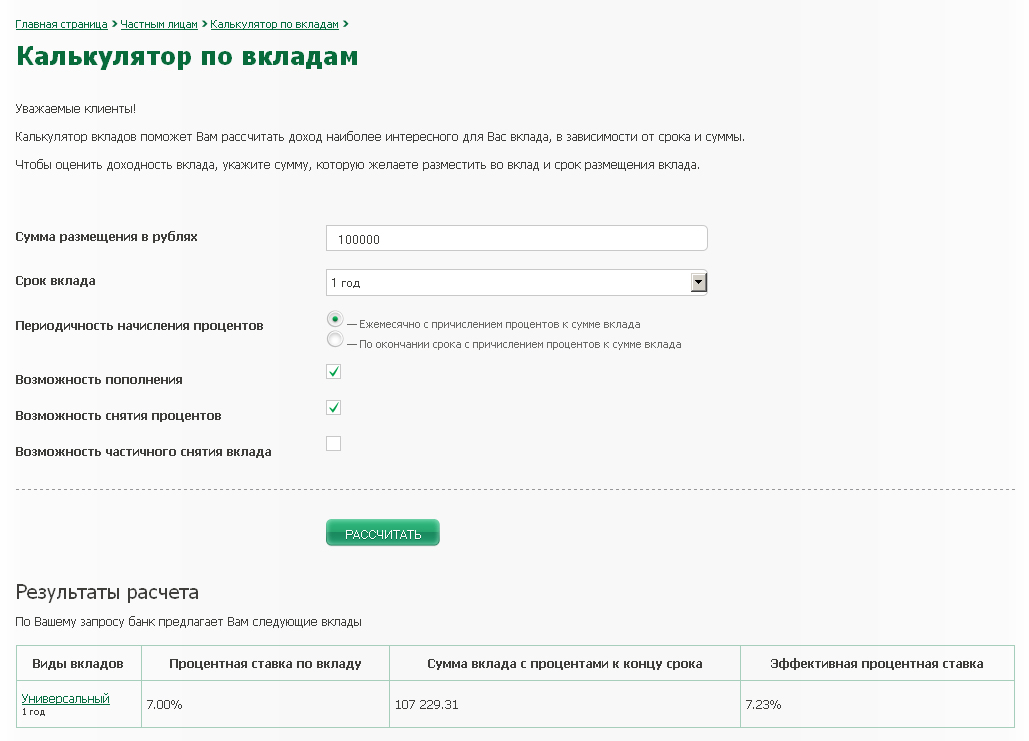 Главная страница > Частным лицам > Калькулятор по вкладам >
Калькулятор по вкладам
Уважаемые клиенты!
Калькулятор вкладов поможет Вам рассчитать доход наиболее интересного для Вас вклада, в зависимости от срока и суммы.
Чтобы оценить доходность вклада, укажите сумму, которую желаете разместить во вклад и срок размещения вклада.
Сумма размещения в рублях 100000
Срок вклада 1 год
Периодичность начисления процентов — Ежемесячно с причислением процентов к сумме вклада
— По окончании срока с причислением процентов к сумме вклада
Возможность пополнения
Возможность снятия процентов
Возможность частичного снятия вклада
РАССЧИТАТЬ
Результаты расчета
По Вашему запросу банк предлагает Вам следующие вклады
Виды вкладов Процентная ставка по вкладу Сумма вклада с процентами к концу срока Эффективная процентная ставка
Универсальный 7.00% 107 229.31 7.23%
1 год